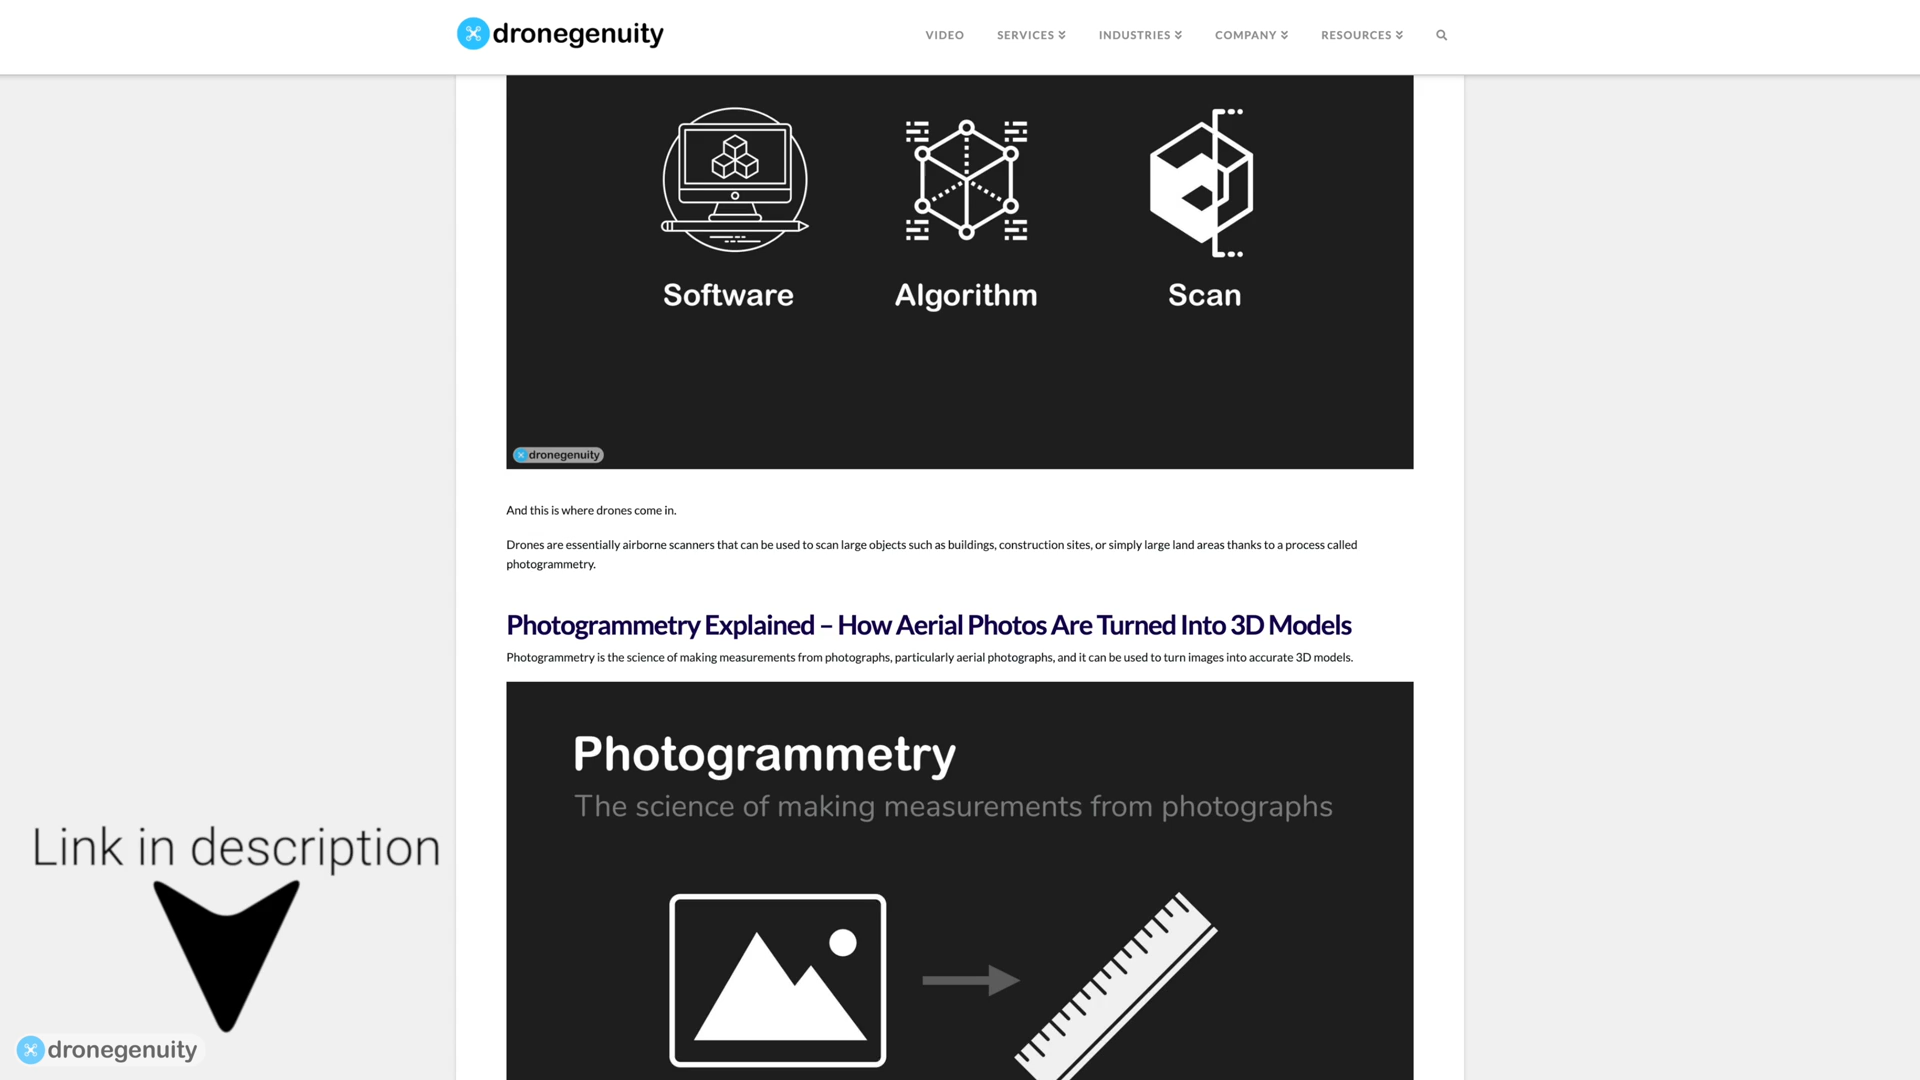 dronegenuity
VIDEO
SERVICES
INDUSTRIES
COMPANY
RESOURCES
Software
Algorithm
Scan
dronegenuity
And this is where drones come in.
Drones are essentially airborne scanners that can be used to scan large objects such as buildings, construction sites, or simply large land areas thanks to a process called
photogrammetry.
Photogrammetry Explained – How Aerial Photos Are Turned Into 3D Models
Photogrammetry is the science of making measurements from photographs, particularly aerial photographs, and it can be used to turn images into accurate 3D models.
Photogrammetry
The science of making measurements from photographs
Link in description
dronegenuity